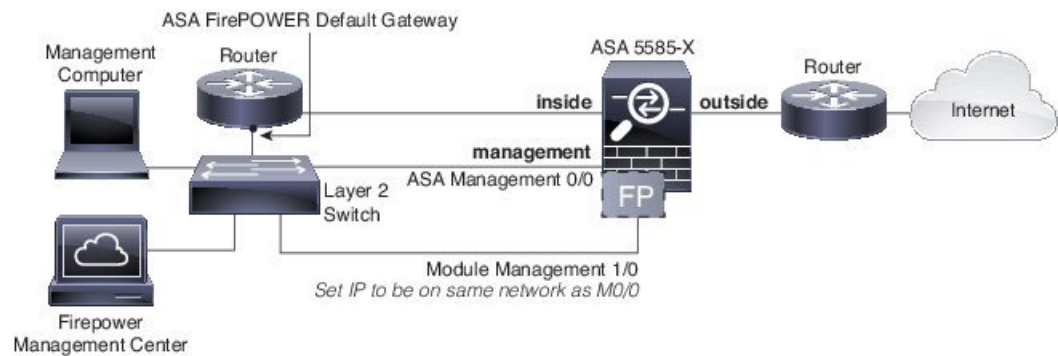 ASA FirePOWER Default Gateway
Management
Computer
Router
ASA 5585-X
Router
inside
outside
Internet
management
ASA Management 0/0
Layer 2
Switch
FP
Module Management 1/0
Set IP to be on same network as M0/0
Firepower
Management Center